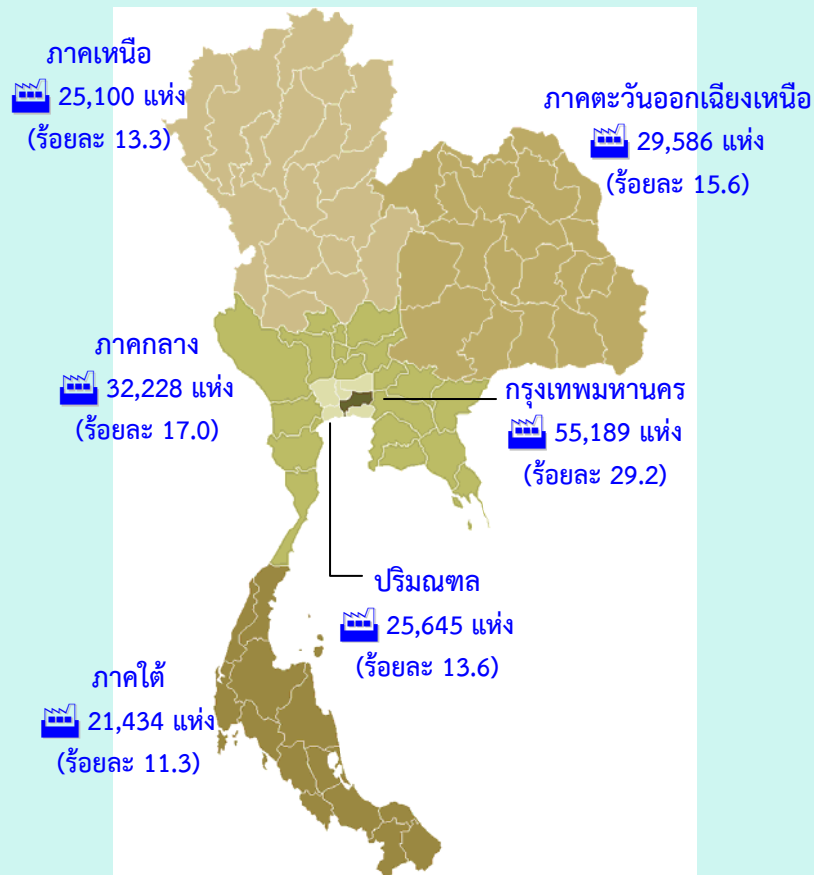 ภาคเหนือ
25,100 แห่ง
(ร้อยละ 13.3)
ภาคตะวันออกเฉียงเหนือ
29,586 แห่ง
(ร้อยละ 15.6)
ภาคกลาง
32,228 แห่ง
(ร้อยละ 17.0)
กรุงเทพมหานคร
55,189 แห่ง
(ร้อยละ 29.2)
ปริมณฑล
25,645 แห่ง
(ร้อยละ 13.6)
ภาคใต้
21,434 แห่ง
(ร้อยละ 11.3)